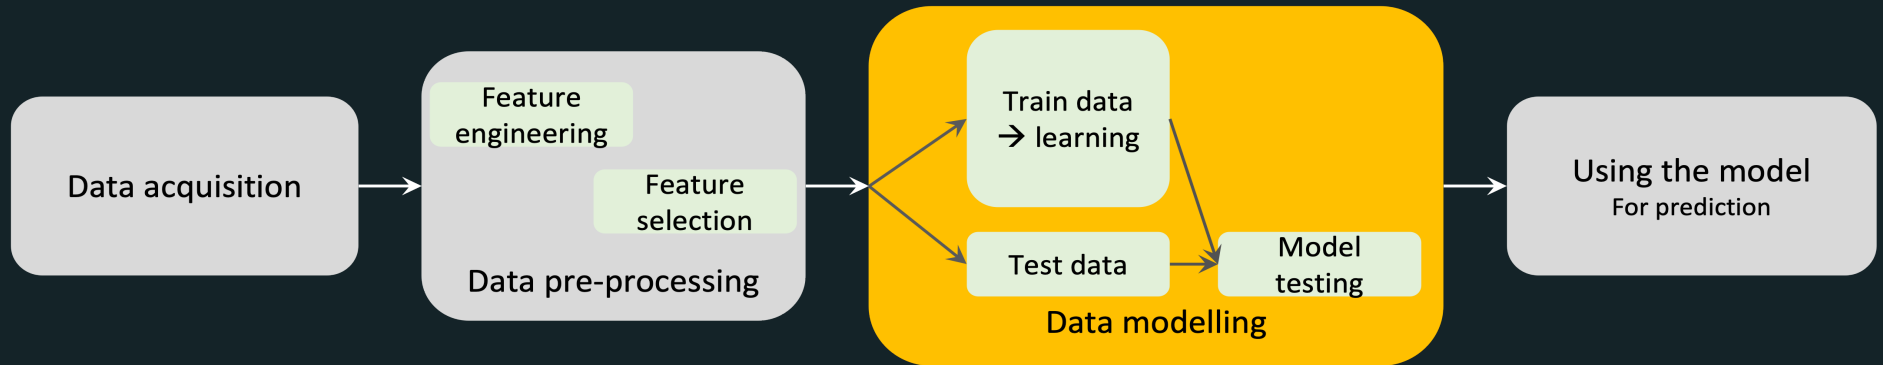 Data acquisition
Feature
engineering
Feature
selection
Data pre-processing
Train data
→ learning
Test data
Model
testing
Data modelling
Using the model
For prediction